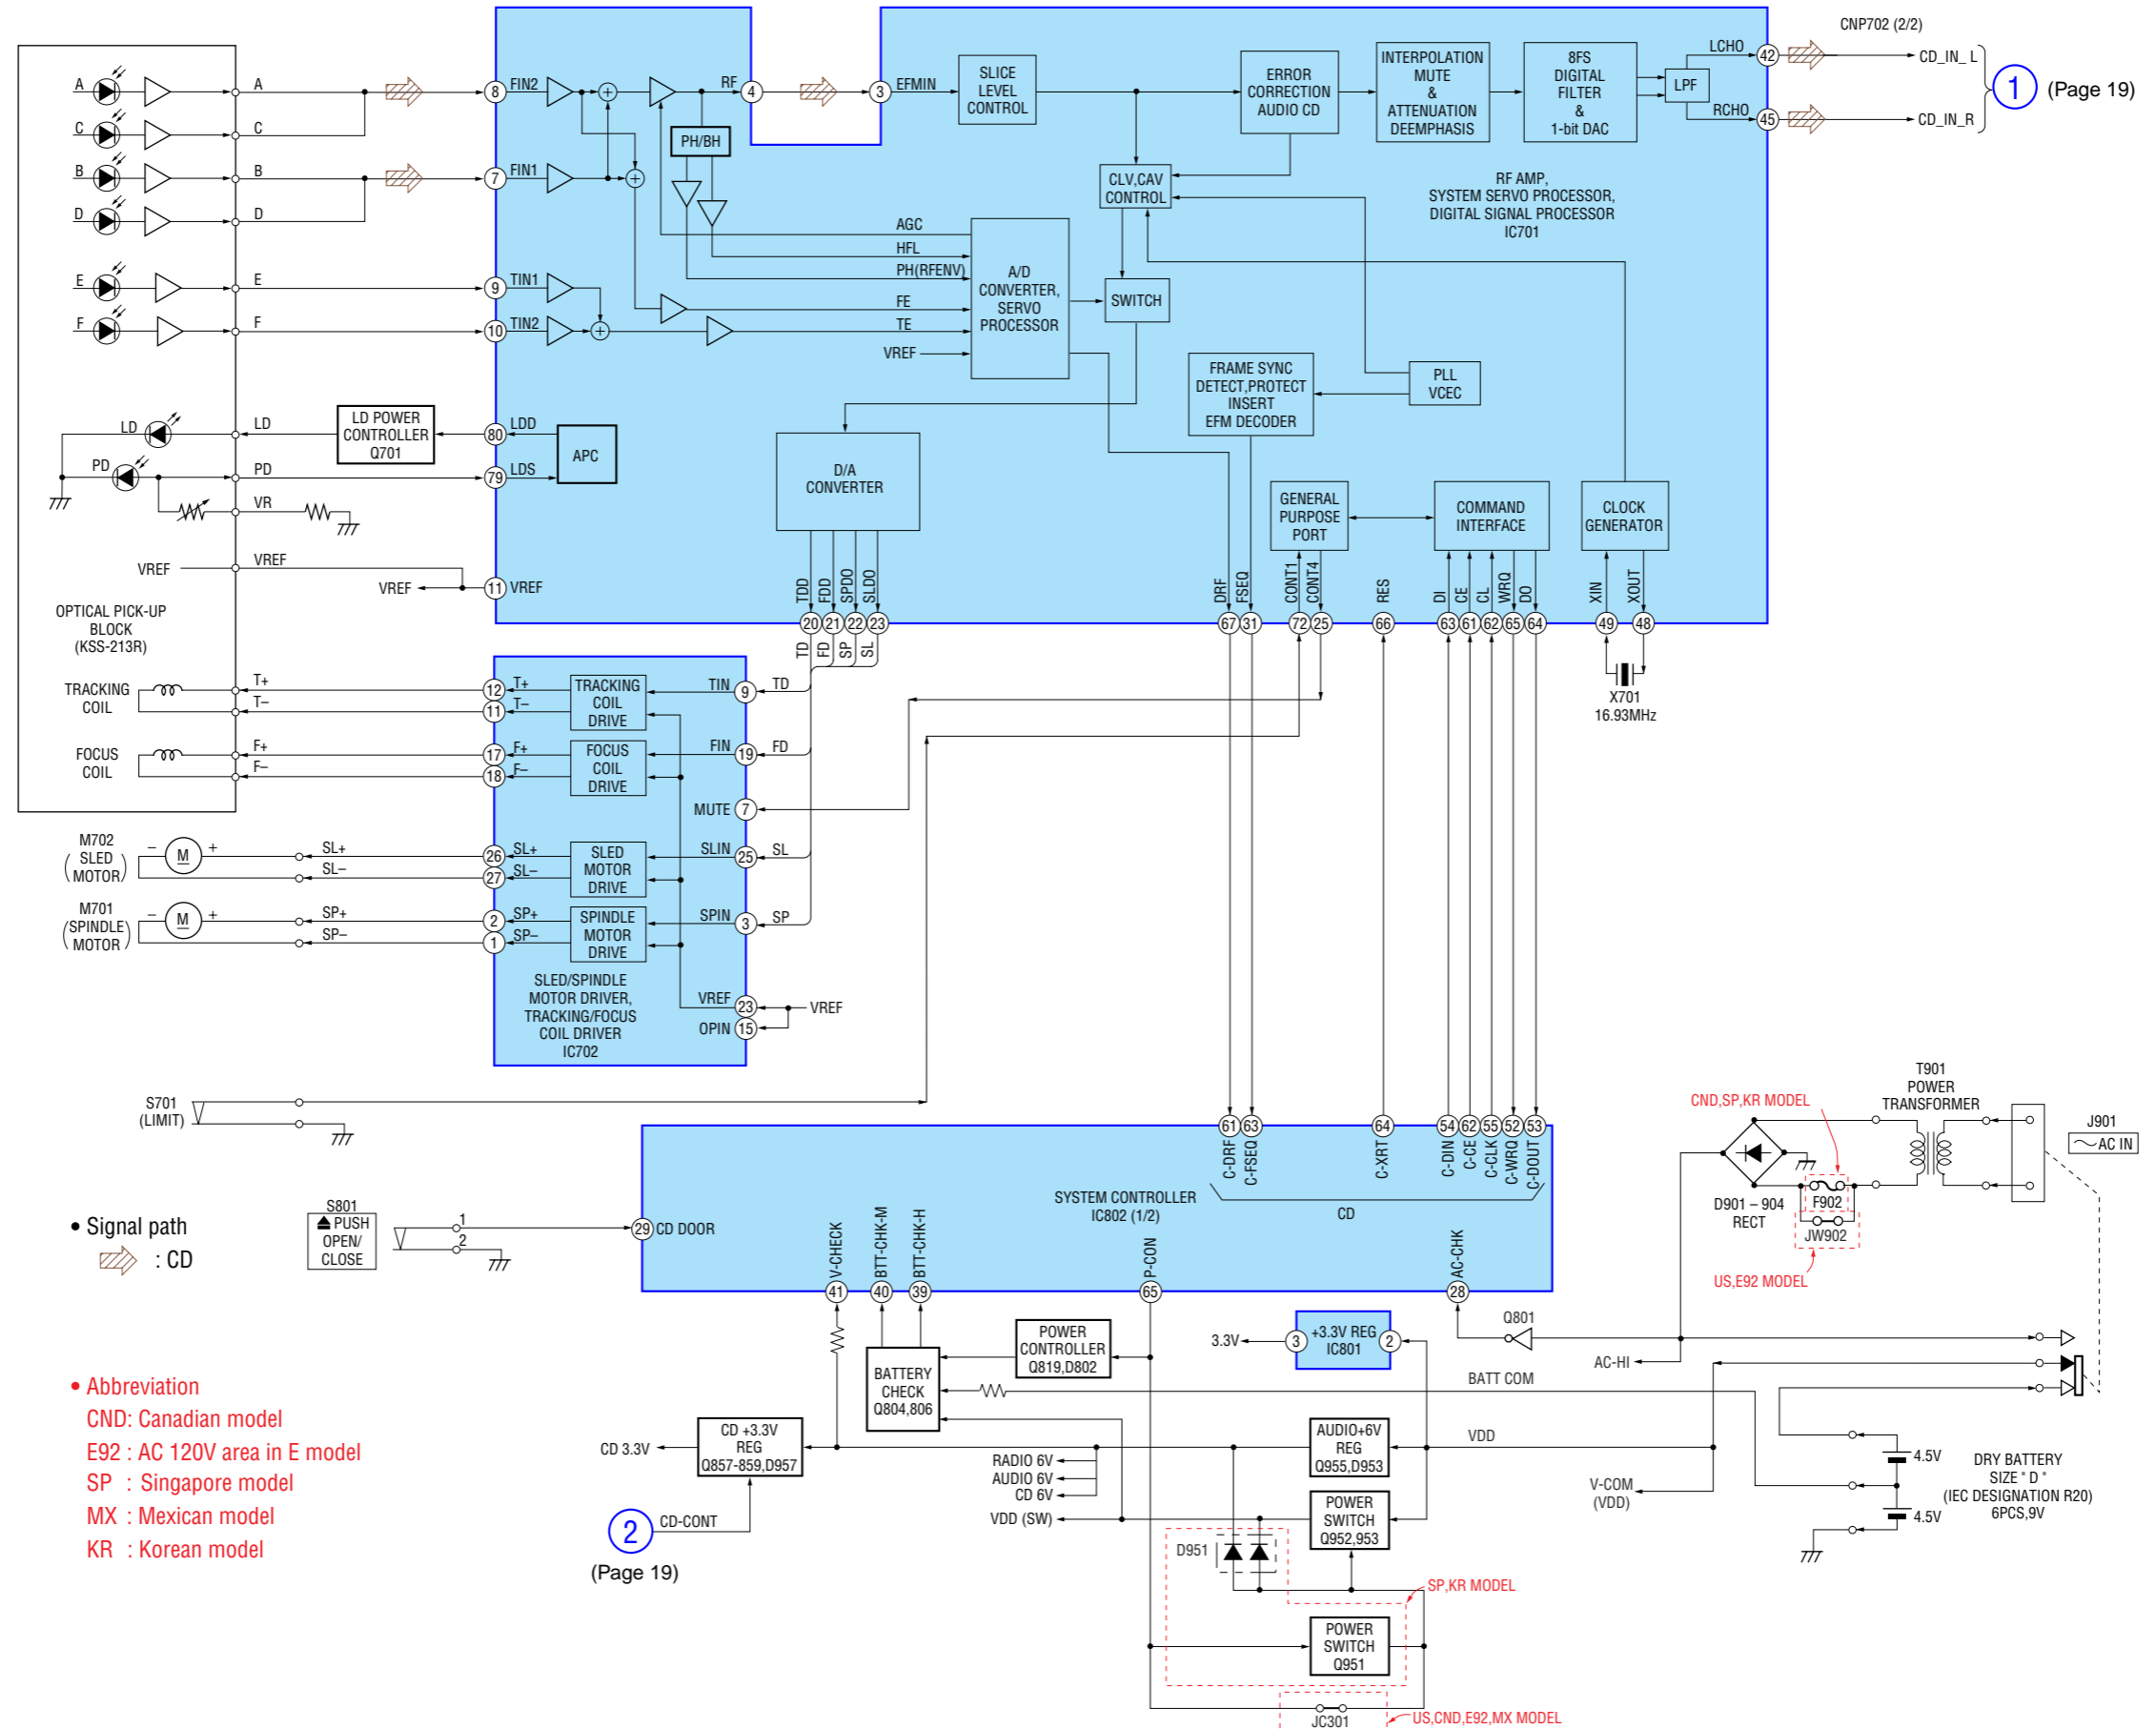 CNP702 (2/2)
A
A
8
FIN2
RF
4
3
EFMIN
SLICE
LEVEL
CONTROL
ERROR
CORRECTION
AUDIO CD
INTERPOLATION
MUTE
&
ATTENUATION
DEEMPHASIS
8FS
DIGITAL
FILTER
&
1-bit DAC
LPF
LCHO
42
CD_IN_L
RCHO
45
CD_IN_R
1
(Page 19)
C
C
PH/BH
B
B
7
FIN1
D
D
CLV,CAV
CONTROL
RF AMP,
SYSTEM SERVO PROCESSOR,
DIGITAL SIGNAL PROCESSOR
IC701
AGC
HFL
PH(RFENV)
FE
TE
VREF
A/D
CONVERTER,
SERVO
PROCESSOR
SWITCH
E
E
9
TIN1
F
F
10
TIN2
FRAME SYNC
DETECT,PROTECT
INSERT
EFM DECODER
PLL
VCEC
LD
LD
LD POWER
CONTROLLER
Q701
80
LDD
APC
PD
PD
79
LDS
VR
D/A
CONVERTER
GENERAL
PURPOSE
PORT
COMMAND
INTERFACE
CLOCK
GENERATOR
VREF
VREF
VREF
11
VREF
OPTICAL PICK-UP
BLOCK
(KSS-213R)
TDD
FDD
SPDO
SLDO
DRF
FSEQ
CONT1
CONT4
RES
DI
CE
CL
WRQ
DO
XIN
XOUT
20
21
22
23
67
31
72
25
66
63
61
62
65
64
49
48
TD
FD
SP
SL
X701
16.93MHz
TRACKING
COIL
T+
T–
12
T+
11
T–
TRACKING
COIL
DRIVE
TIN
9
TD
FOCUS
COIL
F+
F–
17
F+
18
F–
FOCUS
COIL
DRIVE
FIN
19
FD
MUTE
7
M702
(SLED
MOTOR)
–
M
+
SL+
SL–
26
SL+
27
SL–
SLED
MOTOR
DRIVE
SLIN
25
SL
M701
(SPINDLE
MOTOR)
–
M
+
SP+
SP–
2
SP+
1
SP–
SPINDLE
MOTOR
DRIVE
SPIN
3
SP
SLED/SPINDLE
MOTOR DRIVER,
TRACKING/FOCUS
COIL DRIVER
IC702
VREF
23
VREF
OPIN
15
S701
(LIMIT)
61
63
64
54
62
55
52
53
C-DRF
C-FSEQ
C-XRT
C-DIN
C-CE
C-CLK
C-WRQ
C-DOUT
CD
SYSTEM CONTROLLER
IC802 (1/2)
T901
POWER
TRANSFORMER
CND,SP,KR MODEL
J901
AC IN
D901 – 904
RECT
F902
JW902
US,E92 MODEL
S801
PUSH
OPEN/
CLOSE
1
2
29
CD DOOR
V-CHECK
BTT-CHK-M
BTT-CHK-H
P-CON
AC-CHK
41
40
39
65
28
• Signal path
: CD
POWER
CONTROLLER
Q819,D802
3.3V
3
+3.3V REG
IC801
2
Q801
AC-HI
BATTERY
CHECK
Q804,806
BATT COM
• Abbreviation
CND: Canadian model
E92 : AC 120V area in E model
SP : Singapore model
MX : Mexican model
KR : Korean model
CD 3.3V
CD +3.3V
REG
Q857-859,D957
RADIO 6V
AUDIO 6V
CD 6V
AUDIO+6V
REG
Q955,D953
VDD
V-COM
(VDD)
4.5V
4.5V
DRY BATTERY
SIZE " D "
(IEC DESIGNATION R20)
6PCS,9V
2
CD-CONT
(Page 19)
VDD (SW)
POWER
SWITCH
Q952,953
D951
SP,KR MODEL
POWER
SWITCH
Q951
JC301
US,CND,E92,MX MODEL